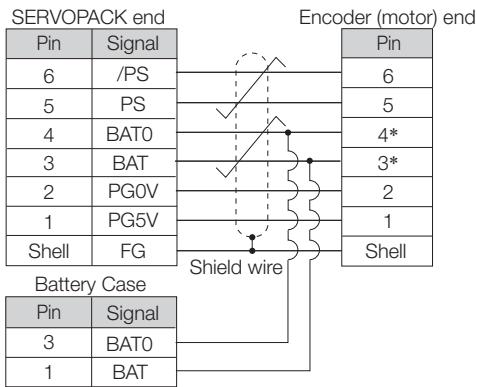 SERVOPACK end Encoder (motor) end
Pin Signal Pin
6 /PS 6
5 PS 5
4 BAT0 4*
3 BAT 3*
2 PG0V 2
1 PG5V 1
Shell FG Shell
Shield wire
Battery Case
Pin Signal
3 BAT0
1 BAT